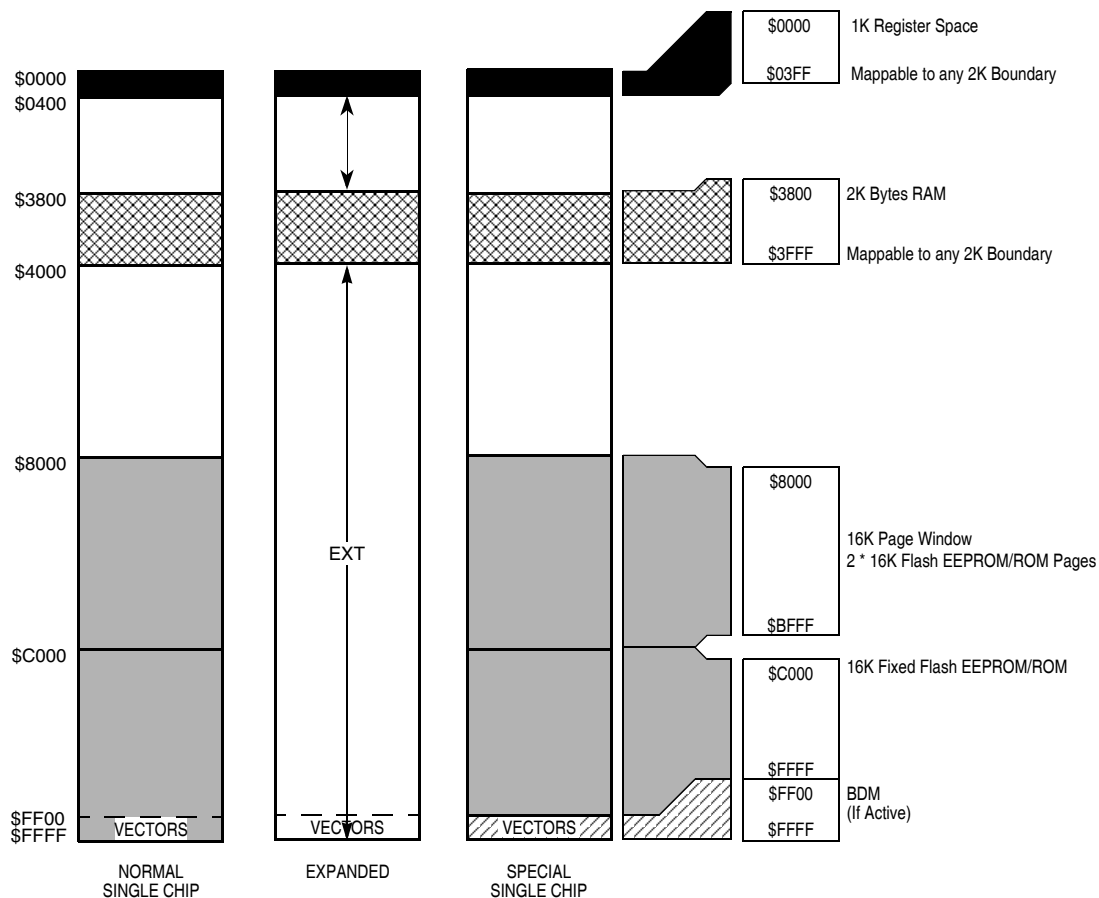 $0000
$0400
$3800
$4000
$8000
$C000
$FF00
$FFFF
VECTORS
NORMAL
SINGLE CHIP
EXT
VECTORS
EXPANDED
VECTORS
SPECIAL
SINGLE CHIP
$0000
1K Register Space
$03FF
Mappable to any 2K Boundary
$3800
2K Bytes RAM
$3FFF
Mappable to any 2K Boundary
$8000
16K Page Window
2 * 16K Flash EEPROM/ROM Pages
$BFFF
$C000
16K Fixed Flash EEPROM/ROM
$FFFF
$FF00
BDM
(If Active)
$FFFF